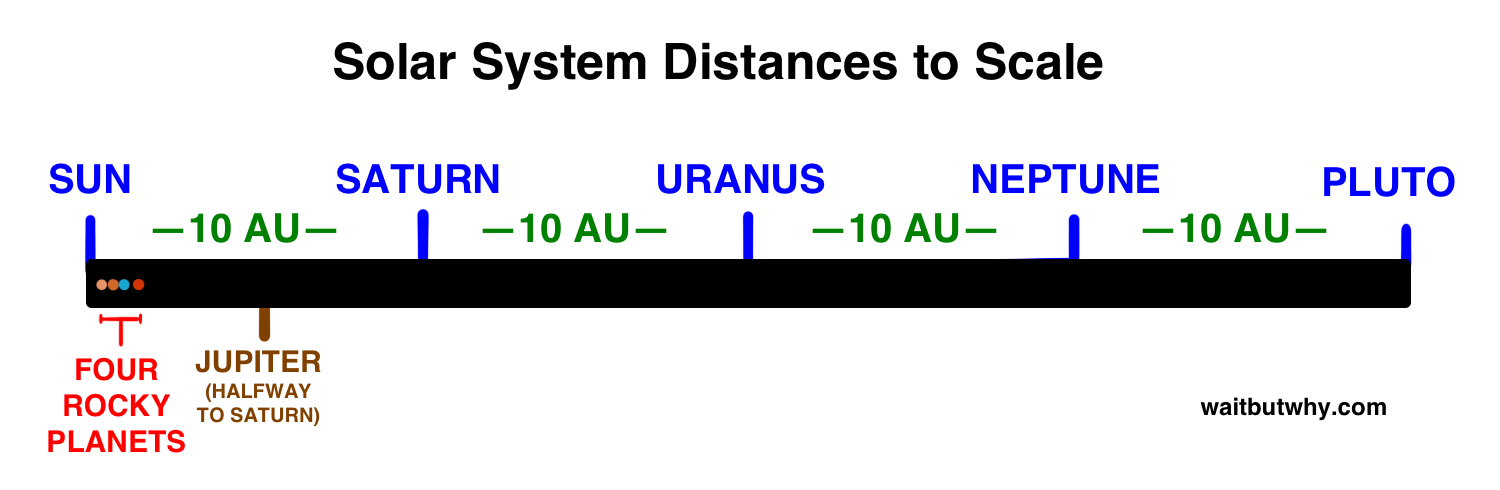 Solar System Distances to Scale
SUN SATURN URANUS NEPTUNE PLUTO
—10 AU— —10 AU— —10 AU— —10 AU—
FOUR
ROCKY
PLANETS
JUPITER
(HALFWAY
TO SATURN)
waitbutwhy.com